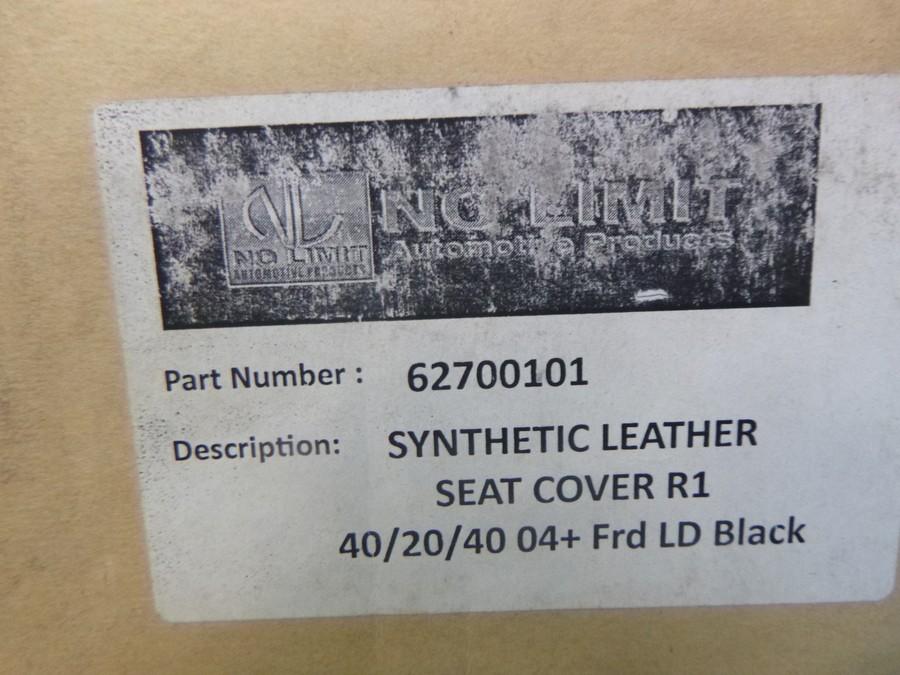 NO LIMIT
AUTOMOTIVE PRODUCTS
NO LIMIT
Automotive Products
Part Number : 62700101
Description: SYNTHETIC LEATHER
SEAT COVER R1
40/20/40 04+ Frd LD Black